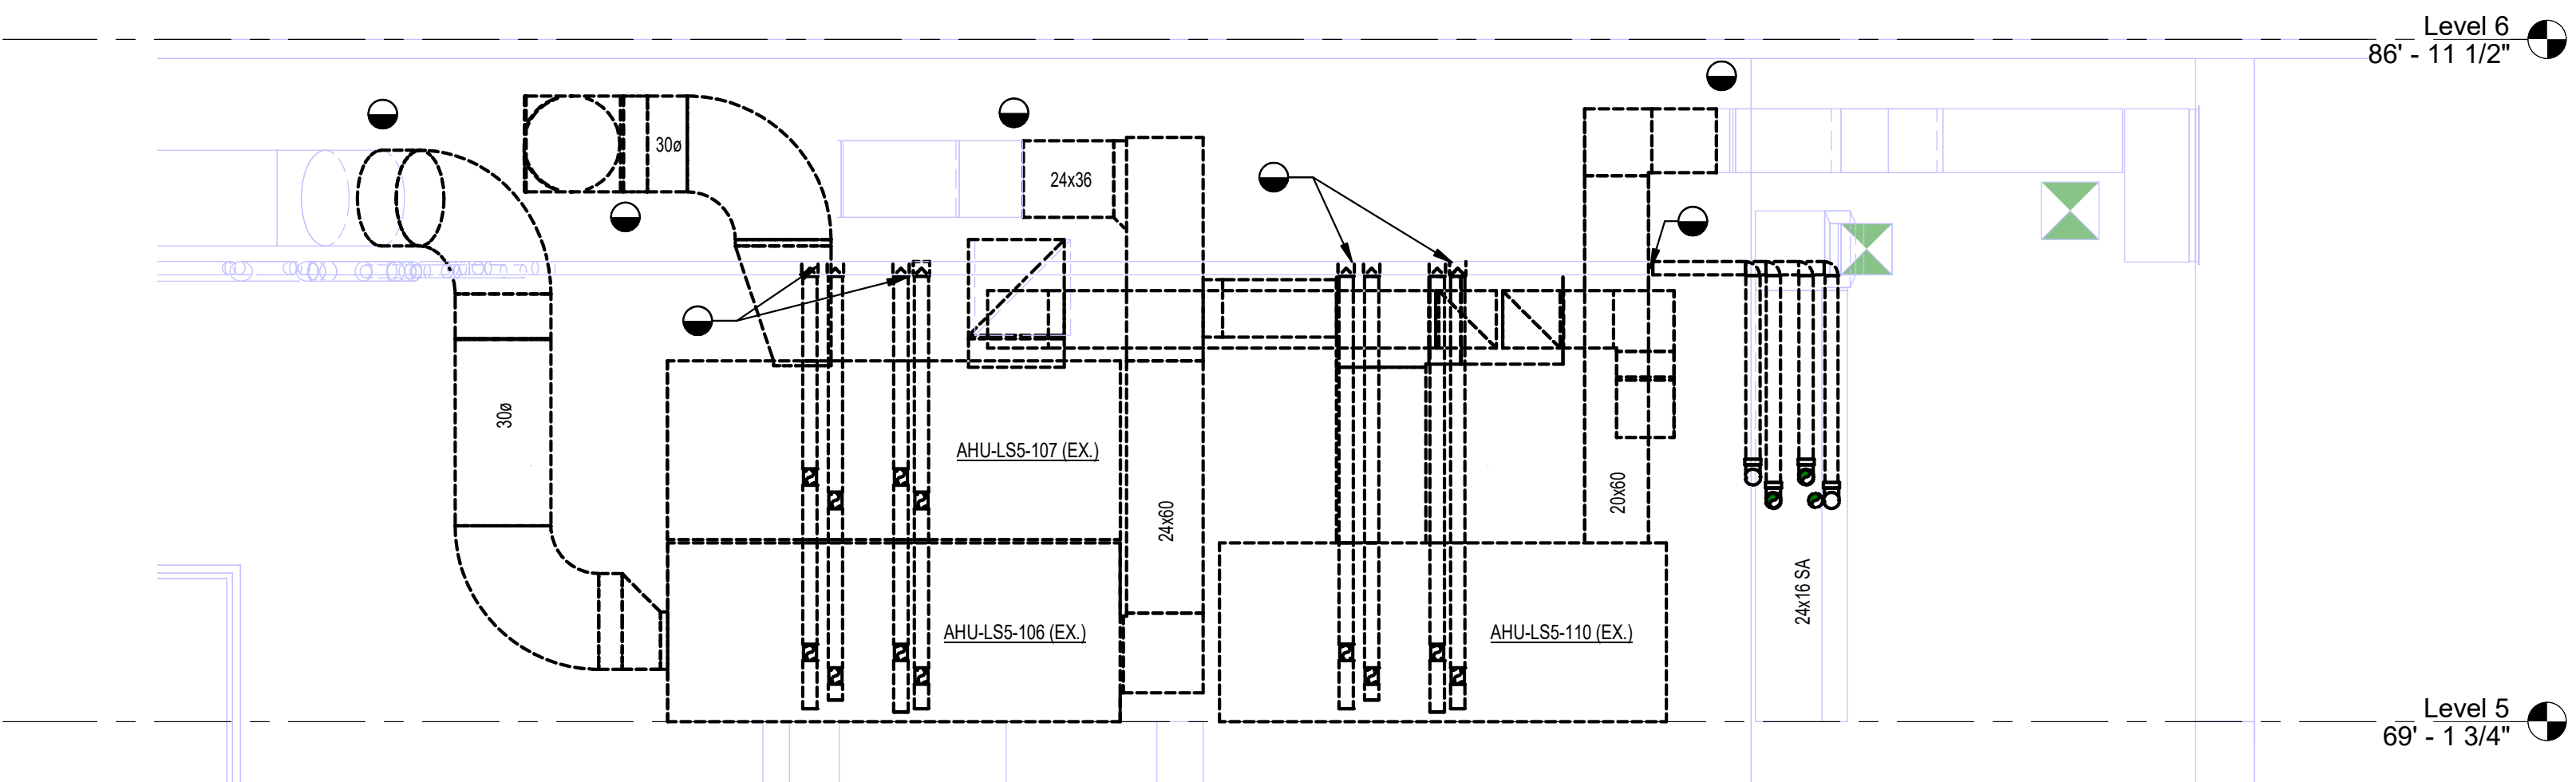 Level 6
86' - 11 1/2"
30ø
24x36
30ø
AHU-LS5-107 (EX.)
24x60
20x60
24x16 SA
AHU-LS5-106 (EX.)
AHU-LS5-110 (EX.)
Level 5
69' - 1 3/4"